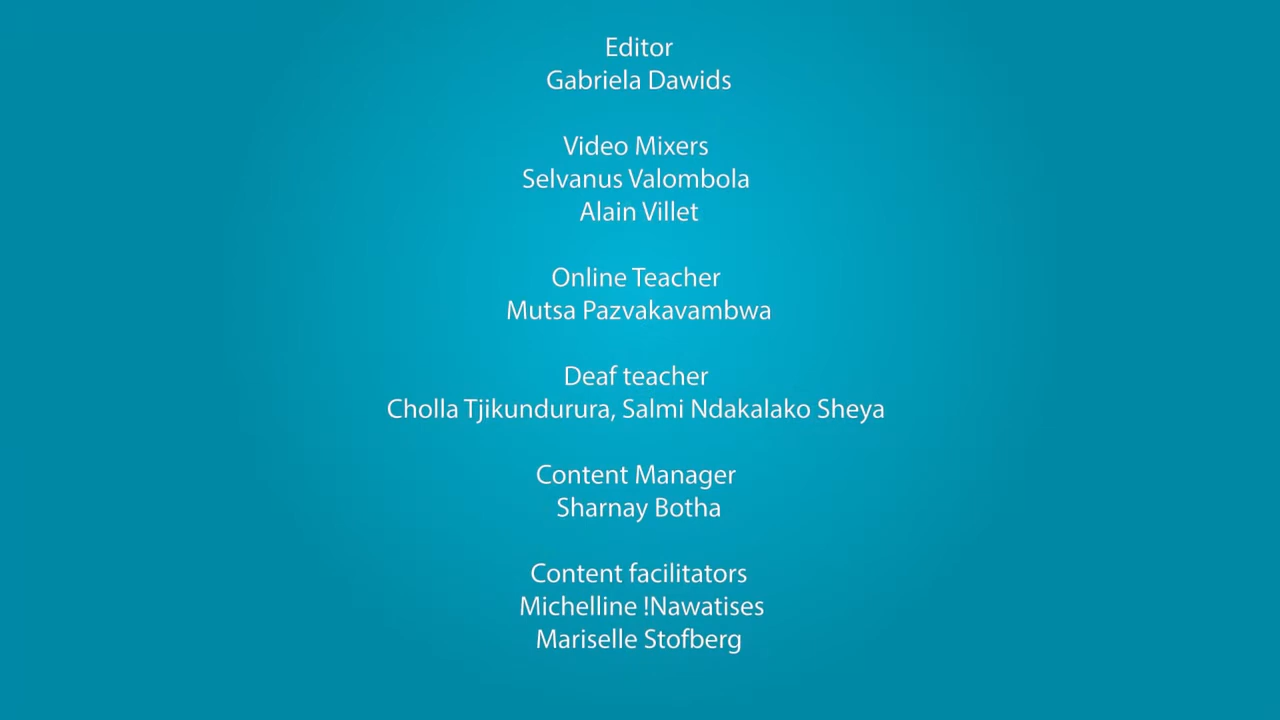 Editor
Gabriela Dawids
Video Mixers
Selvanus Valombola
Alain Villet
Online Teacher
Mutsa Pazvakavambwa
Deaf teacher
Cholla Tjikundurura, Salmi Ndakalako Sheya
Content Manager
Sharnay Botha
Content facilitators
Michelline !Nawatises
Mariselle Stofberg